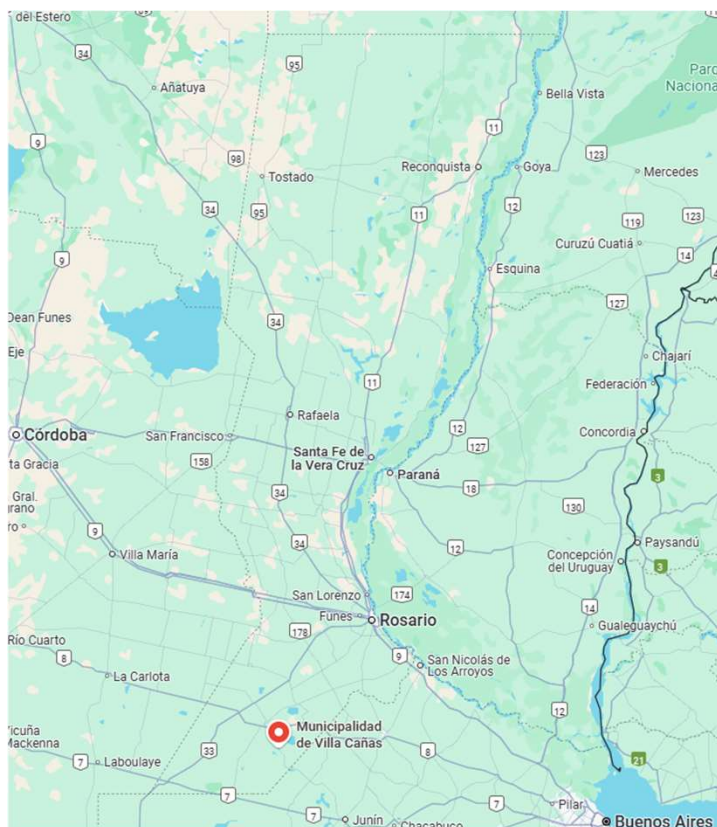 del Estero
34
95
Añatuya
Parc
Naciona
Bella Vista
9
98
11
123
Reconquista
Goya
Mercedes
Tostado
12
34
95
11
119
123
Curuzú Cuatiá
14
9
Esquina
127
Dean Funes
34
Eje
Chajarí
11
Federación
Rafaela
12
Concordia
Córdoba
San Francisco
127
Santa Fe de
la Vera Cruz
158
ta Gracia
Paraná
3
34
18
Gral.
grano
130
ro
9
34
12
Paysandú
Villa María
Concepción
del Uruguay
3
San Lorenzo
174
14
Funes
Rosario
Gualeguaychú
178
Río Cuarto
9
8
San Nicolás de
Los Arroyos
La Carlota
12
Municipalidad
de Villa Cañas
icuña
Mackenna
33
8
21
7
Laboulaye
7
7
Pilar
Junín
Buenos Aires
Chacabuco